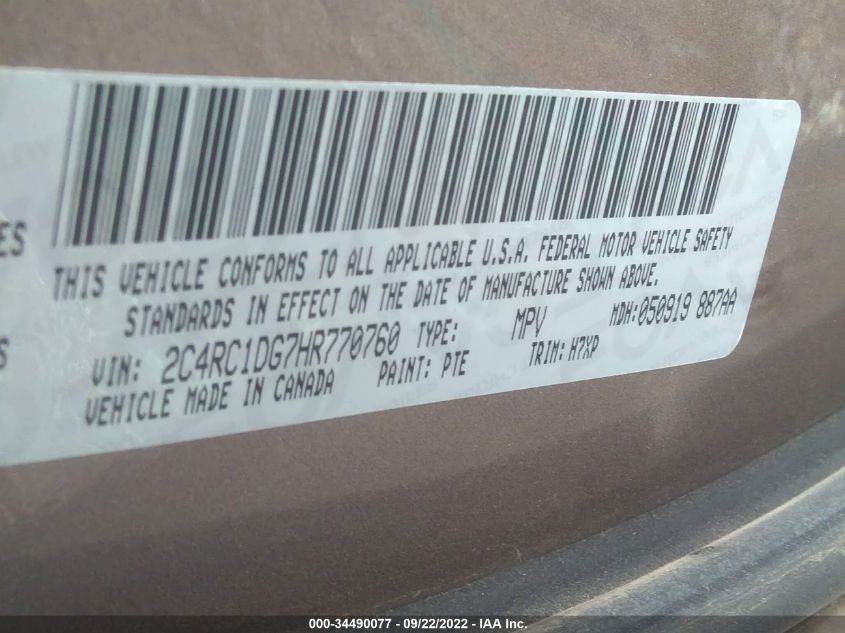 ES
THIS VEHICLE CONFORMS TO ALL APPLICABLE U.S.A. FEDERAL MOTOR VEHICLE SAFETY
STANDARDS IN EFFECT ON THE DATE OF MANUFACTURE SHOWN ABOVE.
S
VIN: 2C4RC1DG7HR770760 TYPE: MPV MDH:050919 887AA
VEHICLE MADE IN CANADA PAINT: PTE TRIM: H7XP
000-34490077 - 09/22/2022 - IAA Inc.